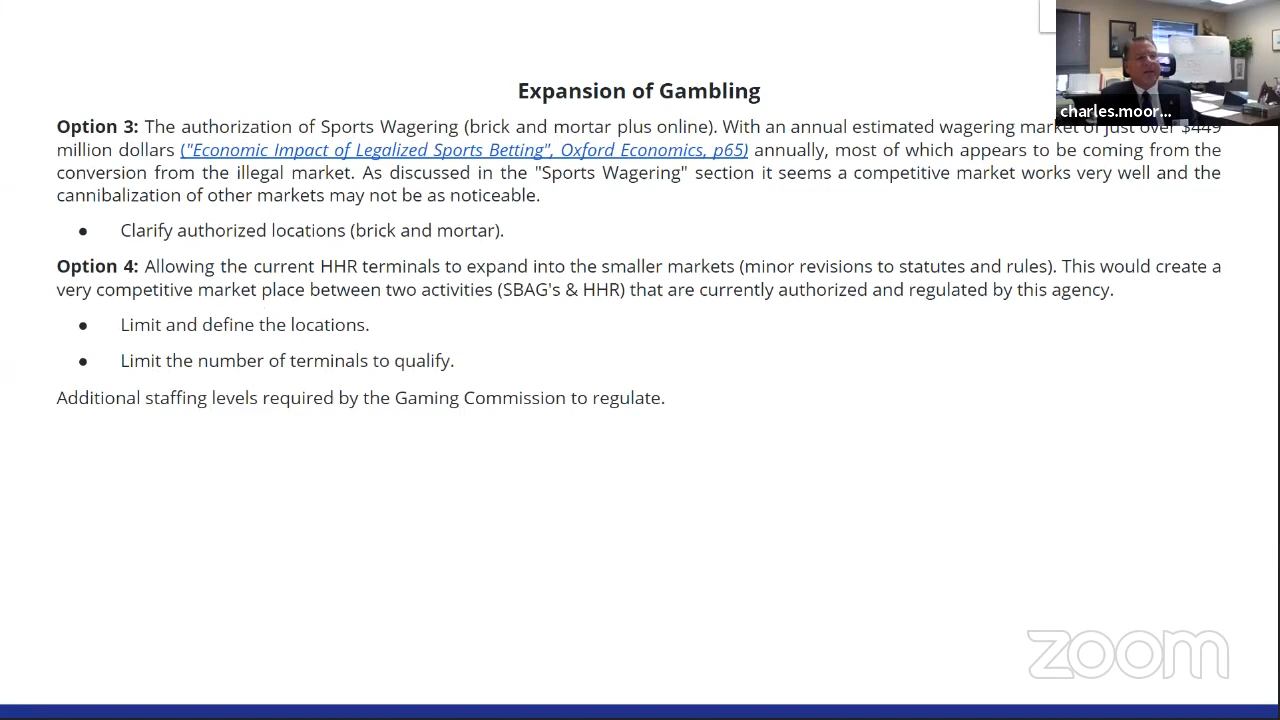 Expansion of Gambling
charles.moor...
Option 3: The authorization of Sports Wagering (brick and mortar plus online). With an annual estimated wagering market of just over $449
million dollars ("Economic Impact of Legalized Sports Betting", Oxford Economics, p65) annually, most of which appears to be coming from the
conversion from the illegal market. As discussed in the "Sports Wagering" section it seems a competitive market works very well and the
cannibalization of other markets may not be as noticeable.
● Clarify authorized locations (brick and mortar).
Option 4: Allowing the current HHR terminals to expand into the smaller markets (minor revisions to statutes and rules). This would create a
very competitive market place between two activities (SBAG's & HHR) that are currently authorized and regulated by this agency.
● Limit and define the locations.
● Limit the number of terminals to qualify.
Additional staffing levels required by the Gaming Commission to regulate.
zoom